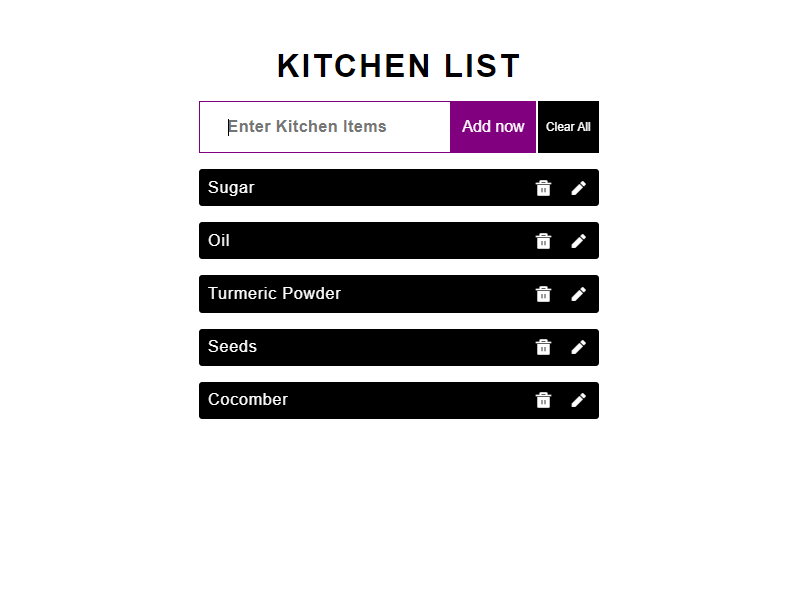 KITCHEN LIST
Enter Kitchen Items Add now Clear All
Sugar
Oil
Turmeric Powder
Seeds
Cocomber